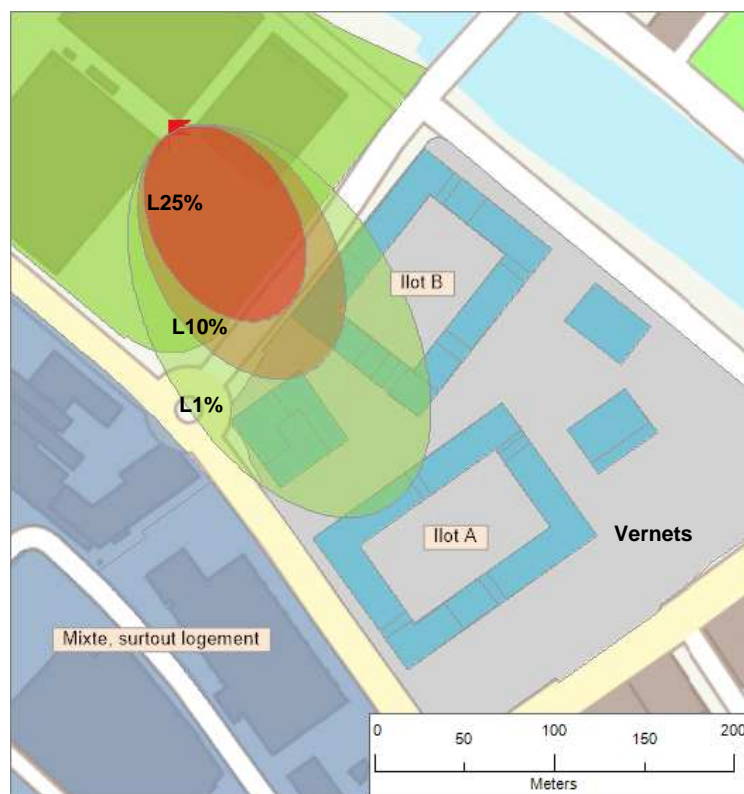 L25%
Ilot B
L10%
L1%
Ilot A
Vernets
Mixte, surtout logement
0 100 200
50 150
Meters